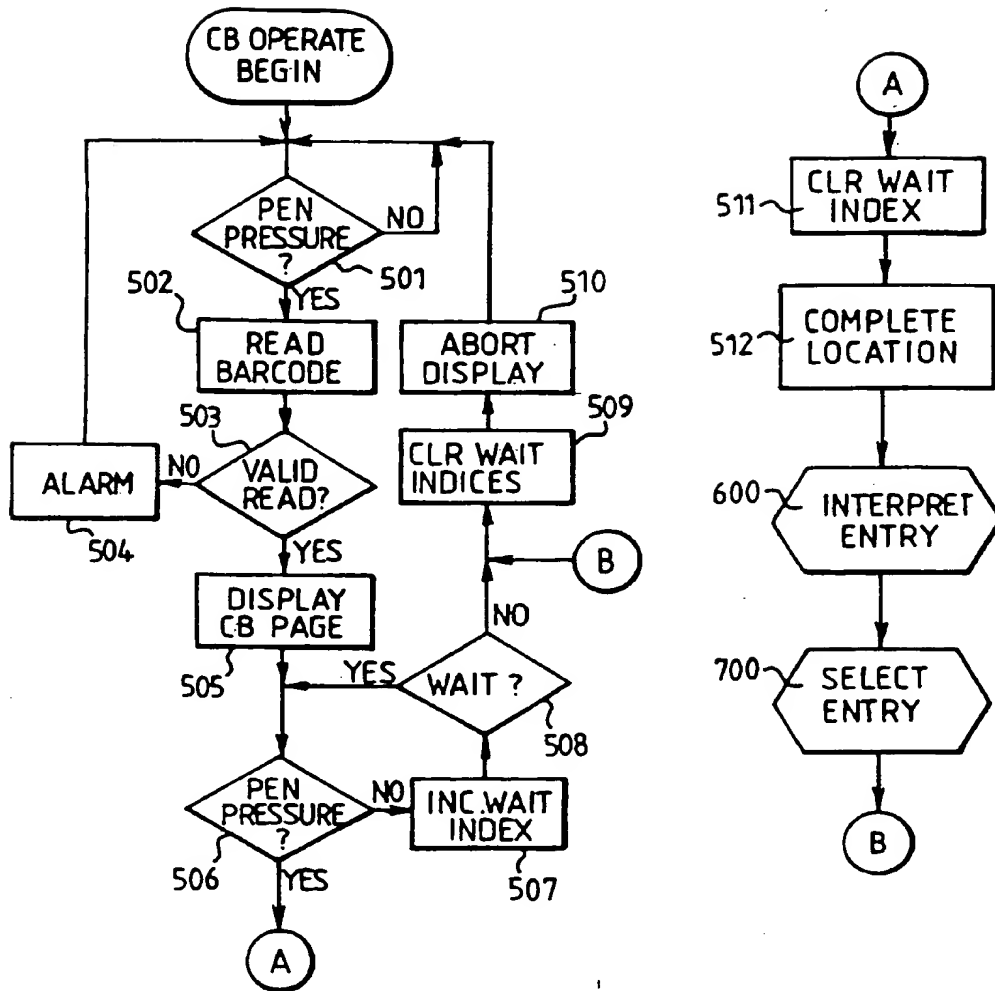 CB OPERATE
BEGIN
PEN
PRESSURE
?
NO
501
YES
502
READ
BARCODE
503
VALID
READ?
NO
ALARM
504
YES
DISPLAY
CB PAGE
505
PEN
PRESSURE
?
506
NO
YES
A
INC. WAIT
INDEX
507
WAIT ?
508
YES
NO
B
CLR WAIT
INDICES
509
ABORT
DISPLAY
510
A
CLR WAIT
INDEX
511
COMPLETE
LOCATION
512
INTERPRET
ENTRY
600
SELECT
ENTRY
700
B